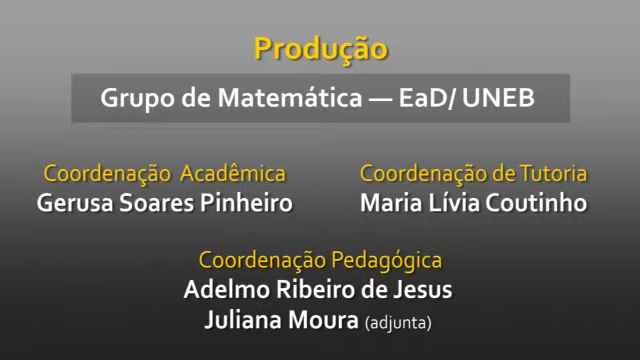 Produção
Grupo de Matemática — EaD/ UNEB
Coordenação Acadêmica
Gerusa Soares Pinheiro
Coordenação de Tutoria
Maria Lívia Coutinho
Coordenação Pedagógica
Adelmo Ribeiro de Jesus
Juliana Moura (adjunta)